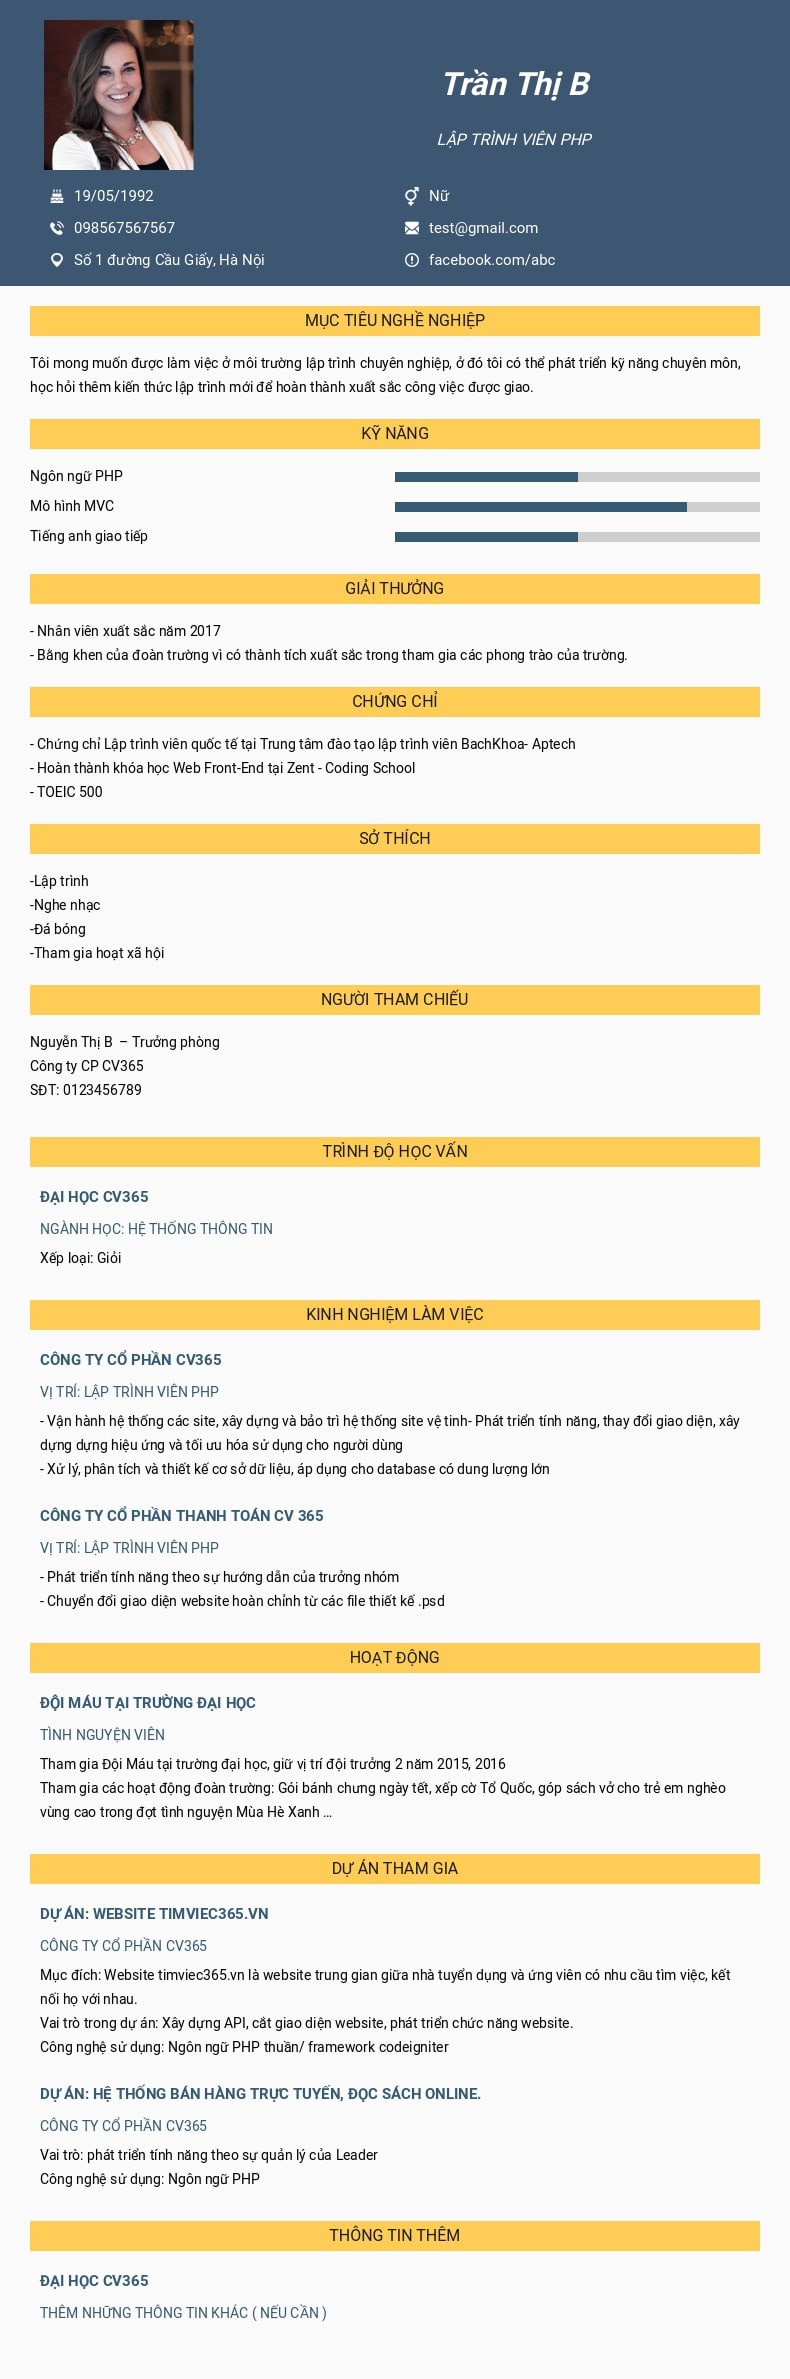 Trần Thị B
LẬP TRÌNH VIÊN PHP
19/05/1992
Nữ
098567567567
test@gmail.com
Số 1 đường Cầu Giấy, Hà Nội
facebook.com/abc
MỤC TIÊU NGHỀ NGHIỆP
Tôi mong muốn được làm việc ở môi trường lập trình chuyên nghiệp, ở đó tôi có thể phát triển kỹ năng chuyên môn,
học hỏi thêm kiến thức lập trình mới để hoàn thành xuất sắc công việc được giao.
KỸ NĂNG
Ngôn ngữ PHP
Mô hình MVC
Tiếng anh giao tiếp
GIẢI THƯỞNG
- Nhân viên xuất sắc năm 2017
- Bằng khen của đoàn trường vì có thành tích xuất sắc trong tham gia các phong trào của trường.
CHỨNG CHỈ
- Chứng chỉ Lập trình viên quốc tế tại Trung tâm đào tạo lập trình viên BachKhoa- Aptech
- Hoàn thành khóa học Web Front-End tại Zent - Coding School
- TOEIC 500
SỞ THÍCH
-Lập trình
-Nghe nhạc
-Đá bóng
-Tham gia hoạt xã hội
NGƯỜI THAM CHIẾU
Nguyễn Thị B – Trưởng phòng
Công ty CP CV365
SĐT: 0123456789
TRÌNH ĐỘ HỌC VẤN
ĐẠI HỌC CV365
NGÀNH HỌC: HỆ THỐNG THÔNG TIN
Xếp loại: Giỏi
KINH NGHIỆM LÀM VIỆC
CÔNG TY CỔ PHẦN CV365
VỊ TRÍ: LẬP TRÌNH VIÊN PHP
- Vận hành hệ thống các site, xây dựng và bảo trì hệ thống site vệ tinh- Phát triển tính năng, thay đổi giao diện, xây
dựng dựng hiệu ứng và tối ưu hóa sử dụng cho người dùng
- Xử lý, phân tích và thiết kế cơ sở dữ liệu, áp dụng cho database có dung lượng lớn
CÔNG TY CỔ PHẦN THANH TOÁN CV 365
VỊ TRÍ: LẬP TRÌNH VIÊN PHP
- Phát triển tính năng theo sự hướng dẫn của trưởng nhóm
- Chuyển đổi giao diện website hoàn chỉnh từ các file thiết kế .psd
HOẠT ĐỘNG
ĐỘI MÁU TẠI TRƯỜNG ĐẠI HỌC
TÌNH NGUYỆN VIÊN
Tham gia Đội Máu tại trường đại học, giữ vị trí đội trưởng 2 năm 2015, 2016
Tham gia các hoạt động đoàn trường: Gói bánh chưng ngày tết, xếp cờ Tổ Quốc, góp sách vở cho trẻ em nghèo
vùng cao trong đợt tình nguyện Mùa Hè Xanh ...
DỰ ÁN THAM GIA
DỰ ÁN: WEBSITE TIMVIEC365.VN
CÔNG TY CỔ PHẦN CV365
Mục đích: Website timviec365.vn là website trung gian giữa nhà tuyển dụng và ứng viên có nhu cầu tìm việc, kết
nối họ với nhau.
Vai trò trong dự án: Xây dựng API, cắt giao diện website, phát triển chức năng website.
Công nghệ sử dụng: Ngôn ngữ PHP thuần/ framework codeigniter
DỰ ÁN: HỆ THỐNG BÁN HÀNG TRỰC TUYẾN, ĐỌC SÁCH ONLINE.
CÔNG TY CỔ PHẦN CV365
Vai trò: phát triển tính năng theo sự quản lý của Leader
Công nghệ sử dụng: Ngôn ngữ PHP
THÔNG TIN THÊM
ĐẠI HỌC CV365
THÊM NHỮNG THÔNG TIN KHÁC ( NẾU CẦN )